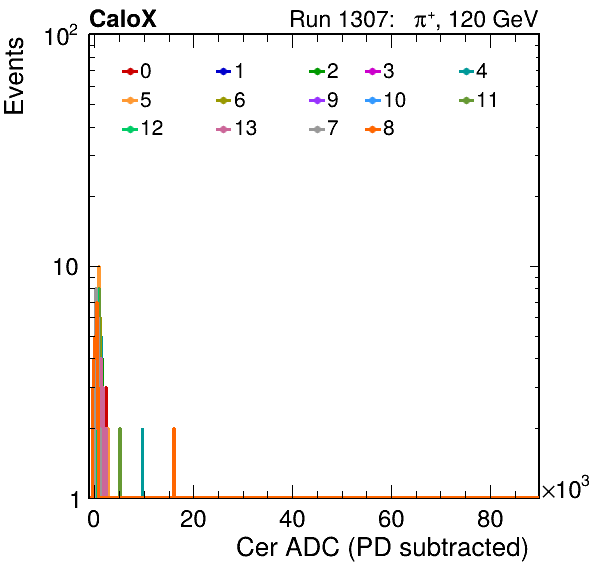 CaloX Run 1307: π⁺, 120 GeV
Events
10²
10
1
0 1 2 3 4
5 6 9 10 11
12 13 7 8
0 20 40 60 80
×10³
Cer ADC (PD subtracted)